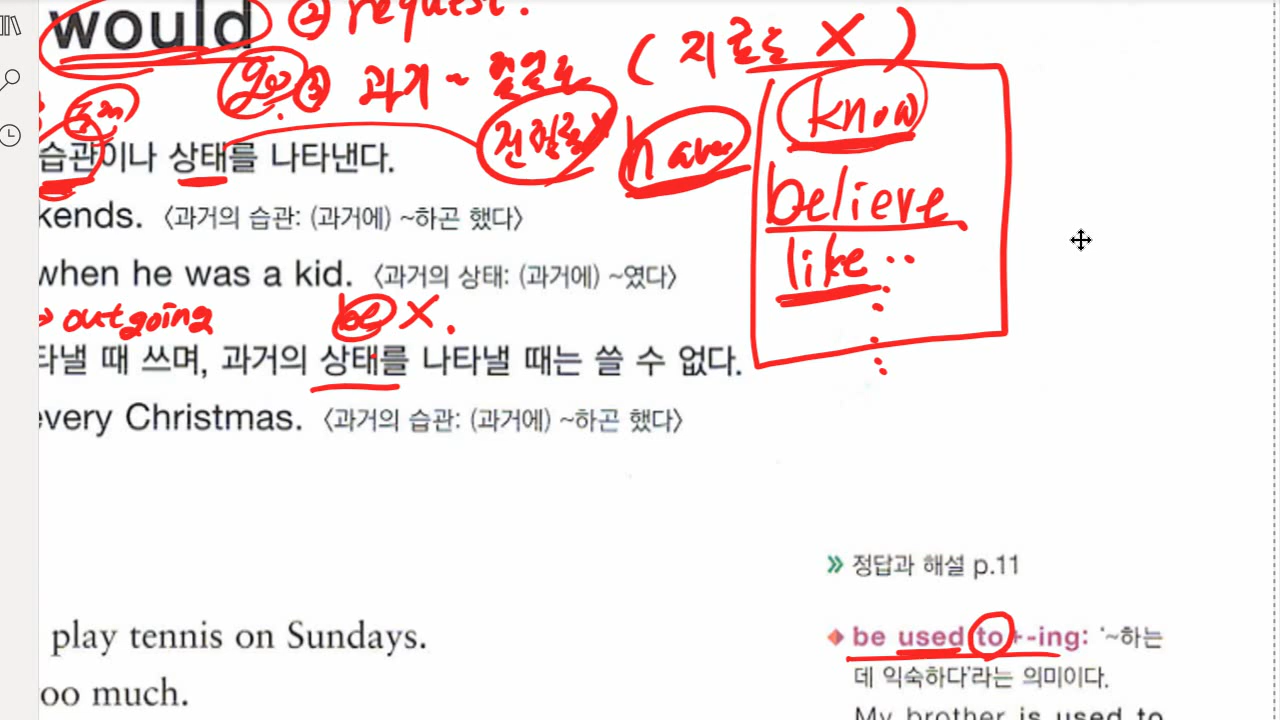 would ② request.
go ③ 과거 ~ (지금은 X)
know
습관이나 상태를 나타낸다. have
believe
kends. 〈과거의 습관: (과거에) ~하곤 했다〉
like ..
when he was a kid. 〈과거의 상태: (과거에) ~였다〉
→ outgoing be X.
타낼 때 쓰며, 과거의 상태를 나타낼 때는 쓸 수 없다.
every Christmas. 〈과거의 습관: (과거에) ~하곤 했다〉
» 정답과 해설 p.11
play tennis on Sundays.
be used to+-ing: '~하는
oo much.
데 익숙하다'라는 의미이다.
My brother is used to